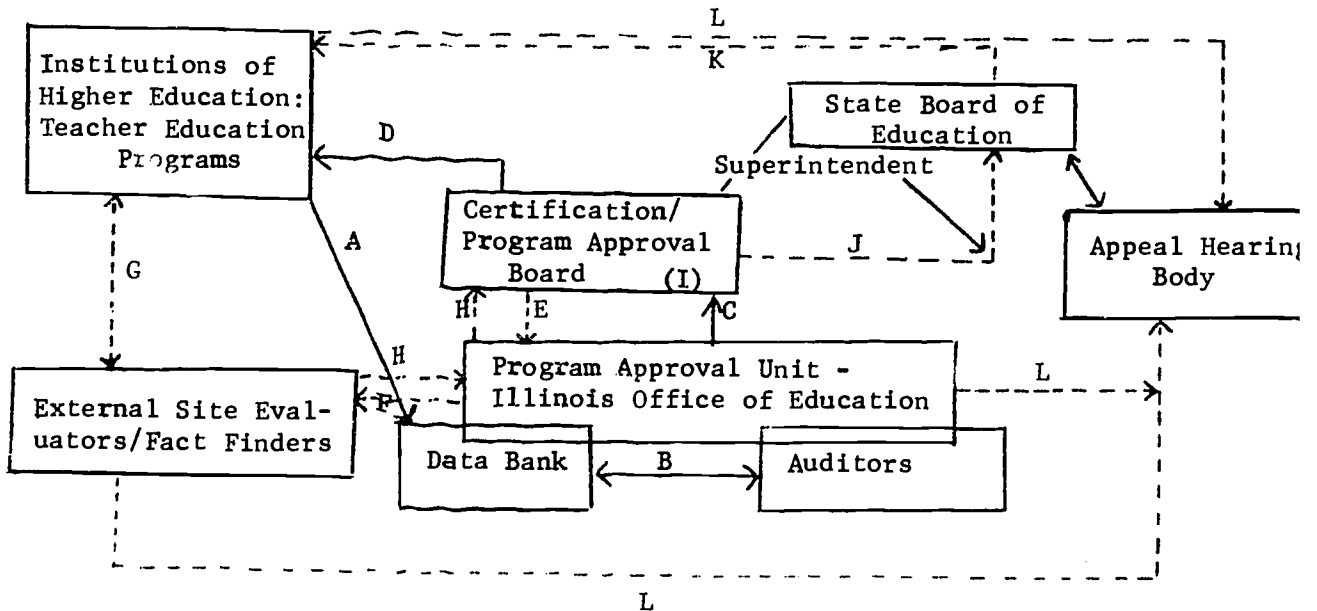 L
K
Institutions of
Higher Education:
Teacher Education
Programs
D
State Board of
Education
Superintendent
Certification/
Program Approval
Board (I)
A
J
Appeal Hearing
Body
G
H
E
C
H
F
Program Approval Unit -
Illinois Office of Education
L
External Site Eval-
uators/Fact Finders
Data Bank
B
Auditors
L